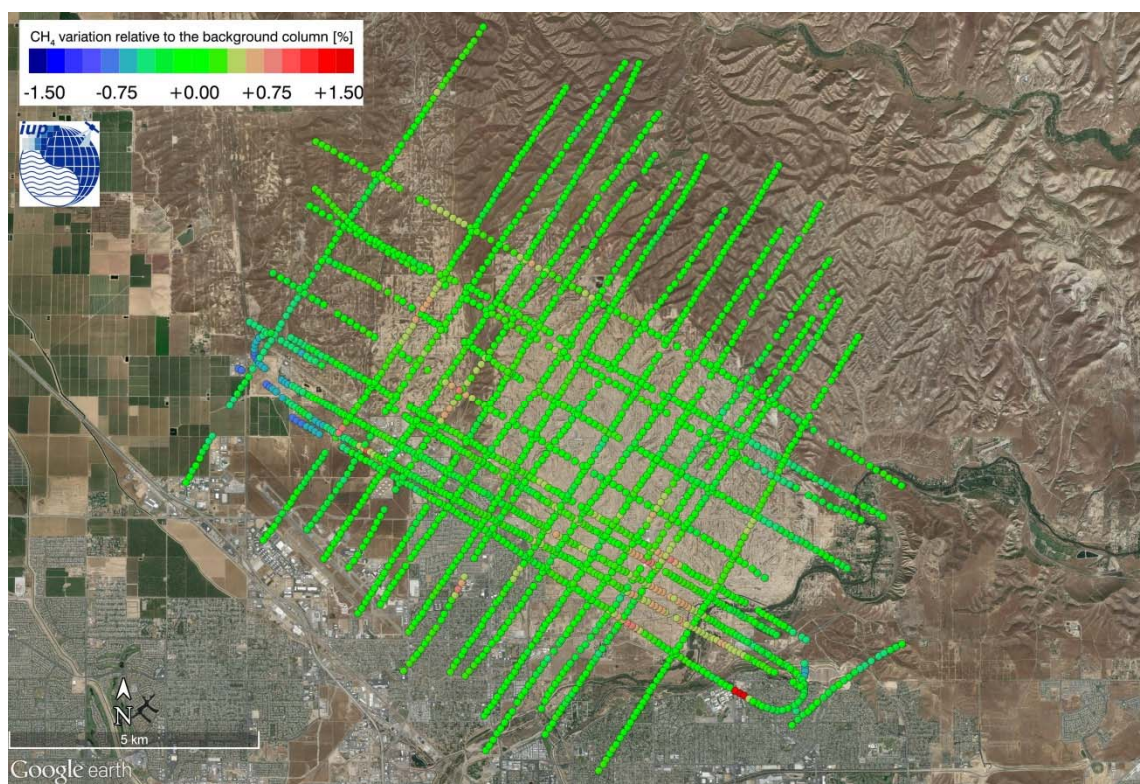 CH₄ variation relative to the background column [%]
-1.50 -0.75 +0.00 +0.75 +1.50
iup
N
5 km
Google earth